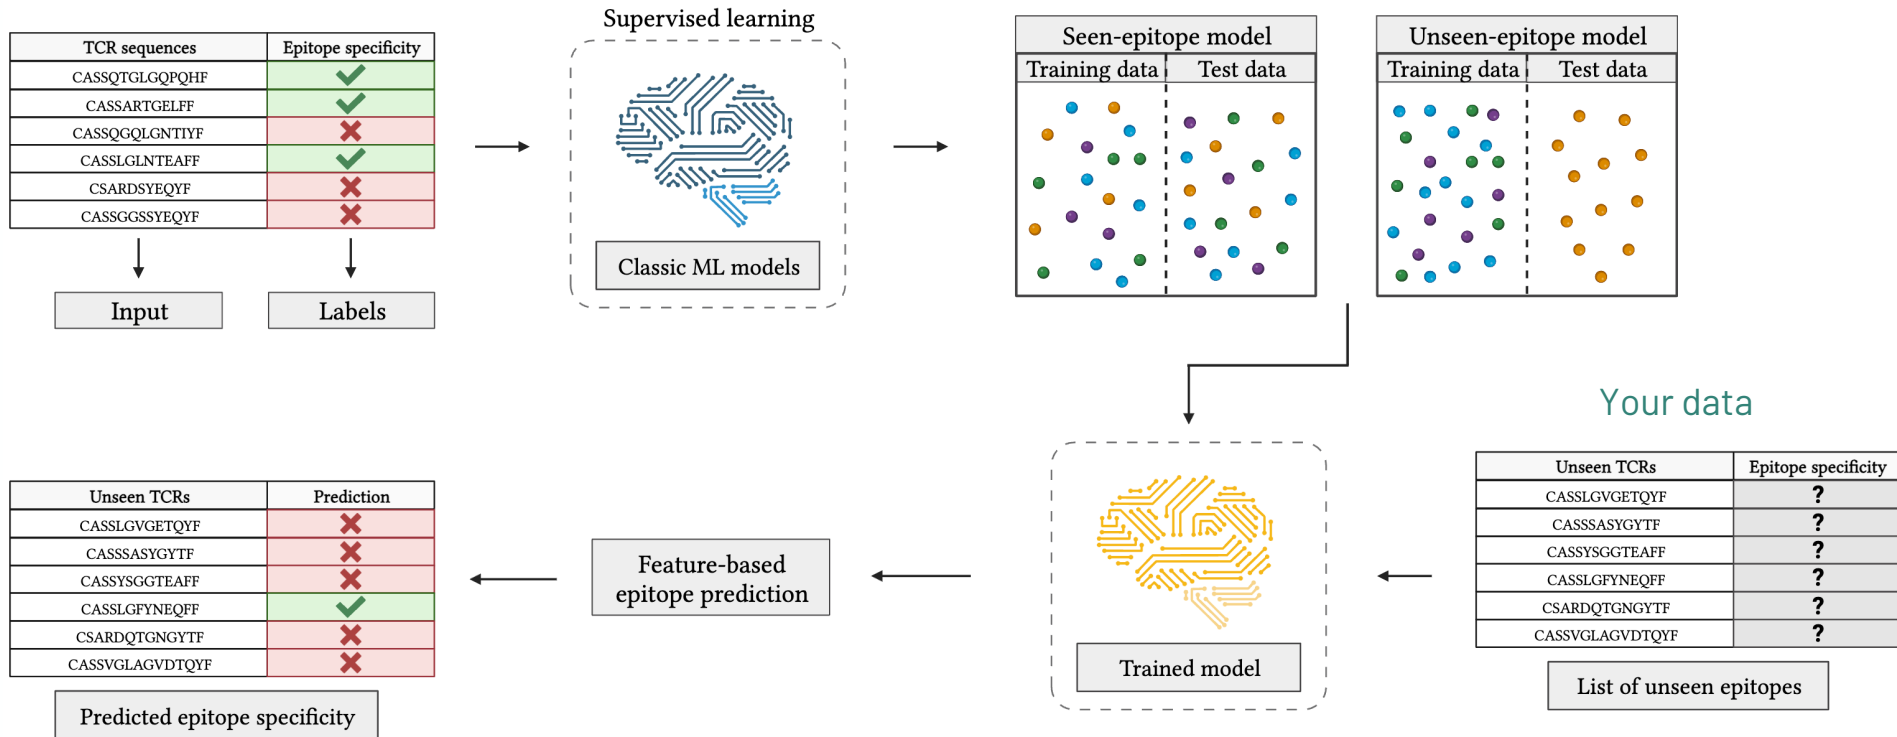 Supervised learning
TCR sequences Epitope specificity
CASSQTGLGQPQHF
CASSARTGELFF
CASSQGQLGNTIYF
CASSLGLNTEAFF
CSARDSYEQYF
CASSGGSSYEQYF
Input Labels
Classic ML models
Seen-epitope model
Training data Test data
Unseen-epitope model
Training data Test data
Your data
Unseen TCRs Epitope specificity
CASSLGVGETQYF ?
CASSSASYGYTF ?
CASSYSGGTEAFF ?
CASSLGFYNEQFF ?
CSARDQTGNGYTF ?
CASSVGLAGVDTQYF ?
List of unseen epitopes
Trained model
Feature-based
epitope prediction
Unseen TCRs Prediction
CASSLGVGETQYF
CASSSASYGYTF
CASSYSGGTEAFF
CASSLGFYNEQFF
CSARDQTGNGYTF
CASSVGLAGVDTQYF
Predicted epitope specificity